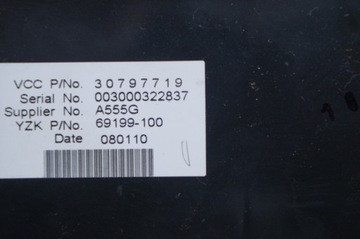 VCC P/No. 30797719
Serial No. 003000322837
Supplier No. A555G
YZK P/No. 69199-100
Date 080110